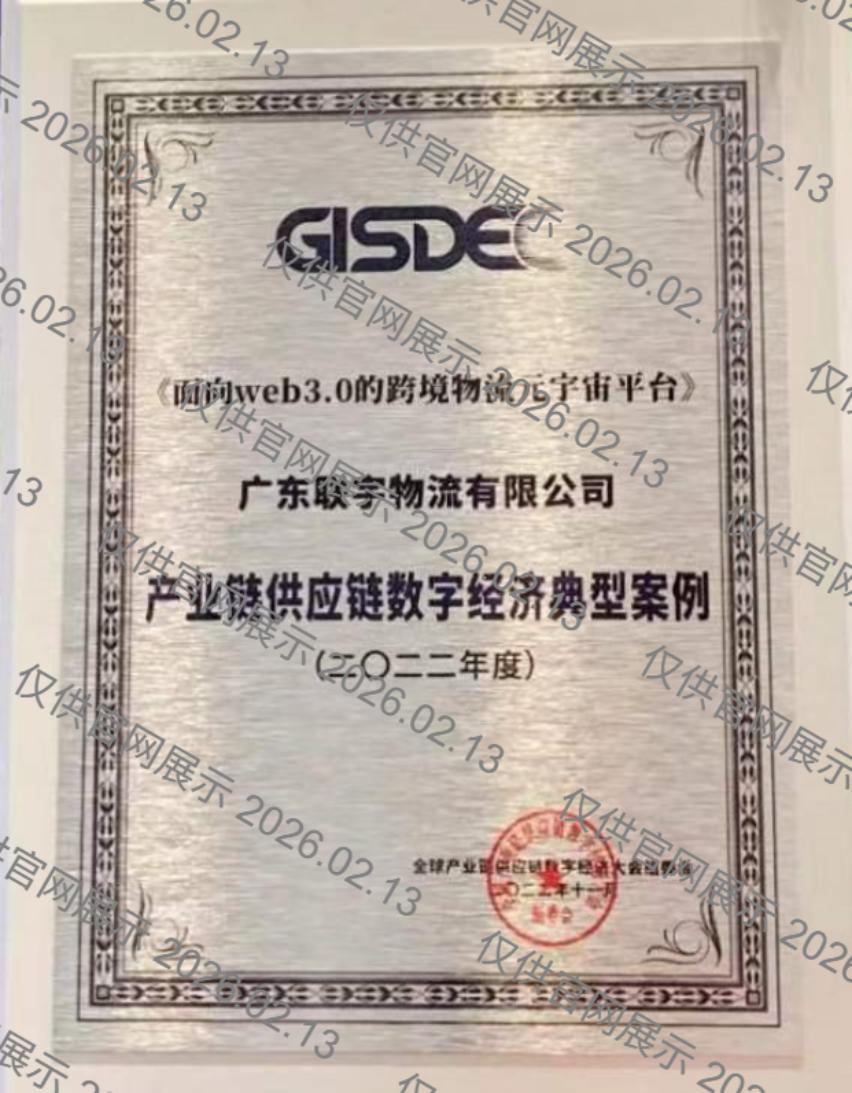 GISDEC
《面向web3.0的跨境物流元宇宙平台》
广东联宇物流有限公司
产业链供应链数字经济典型案例
(二〇二二年度)
全球产业链供应链数字经济大会组委会
二〇二二年十一月
组委会
仅供官网展示 2026.02.13